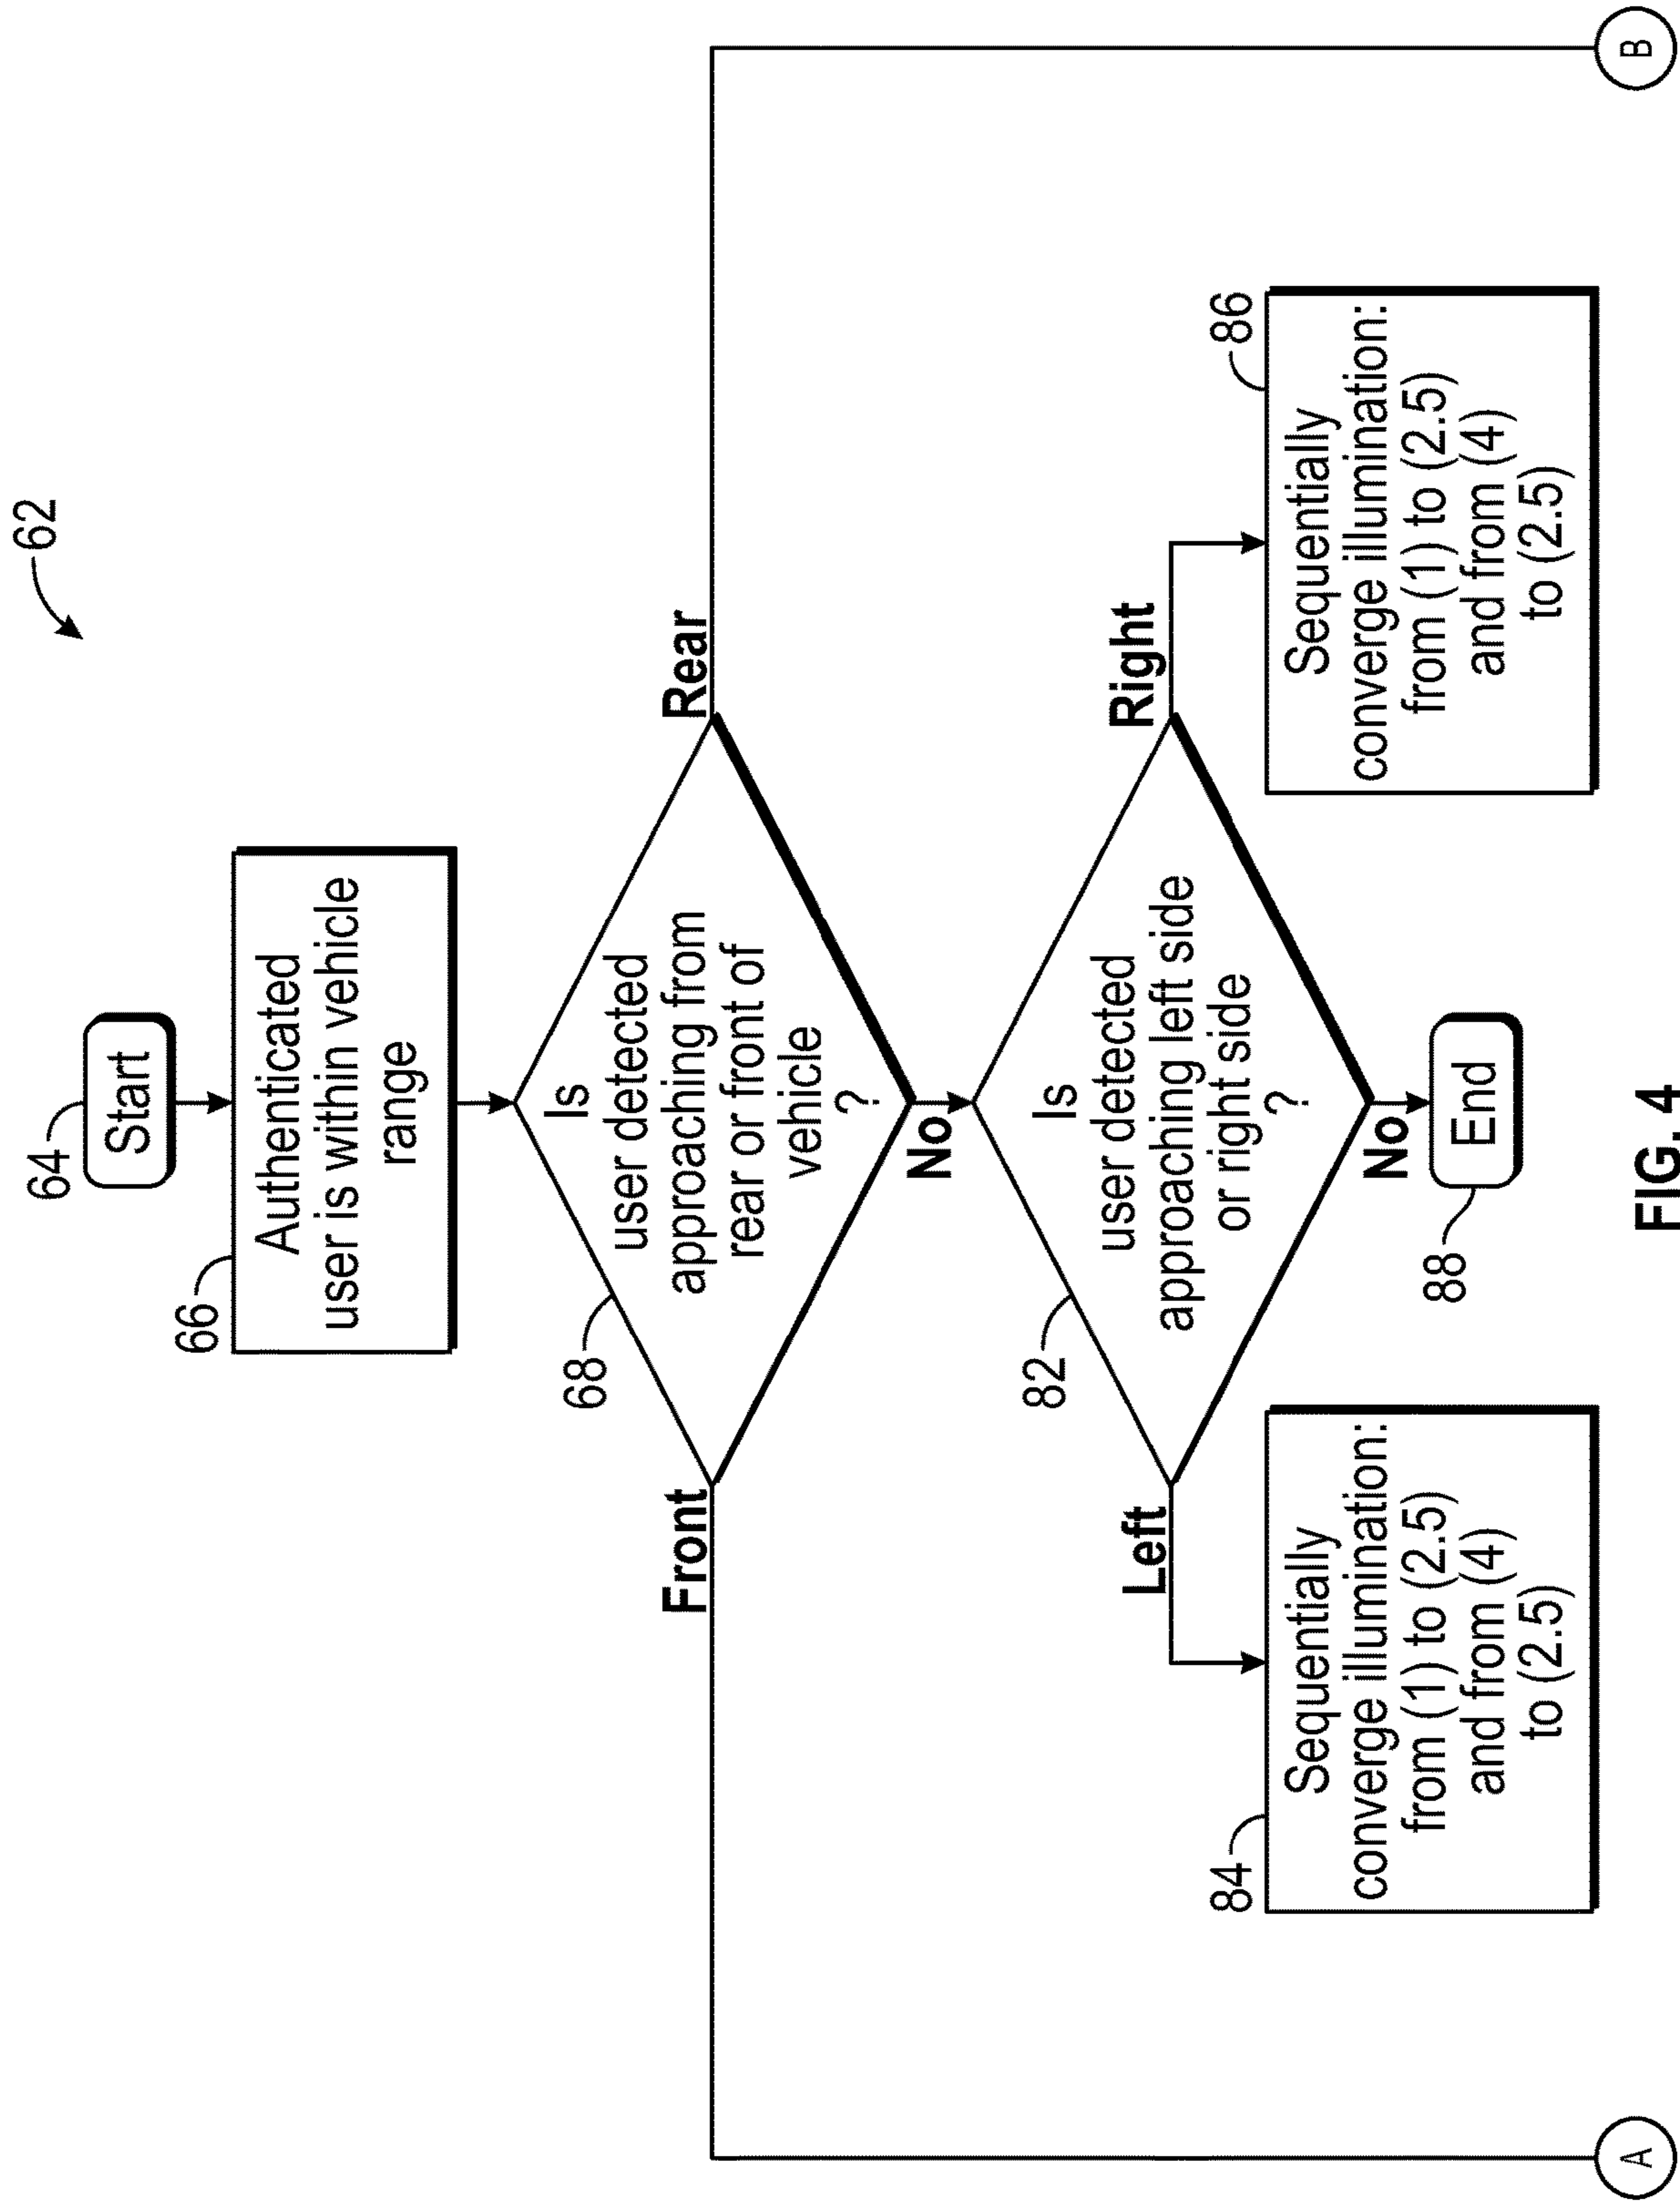 62
64
Start
66
Authenticated
user is within vehicle
range
68
Is
user detected
approaching from
rear or front of
vehicle
?
Front
Rear
No
82
Is
user detected
approaching left side
or right side
?
Left
Right
84
Sequentially
converge illumination:
from (1) to (2.5)
and from (4)
to (2.5)
86
Sequentially
converge illumination:
from (1) to (2.5)
and from (4)
to (2.5)
No
88
End
A
B
FIG. 4